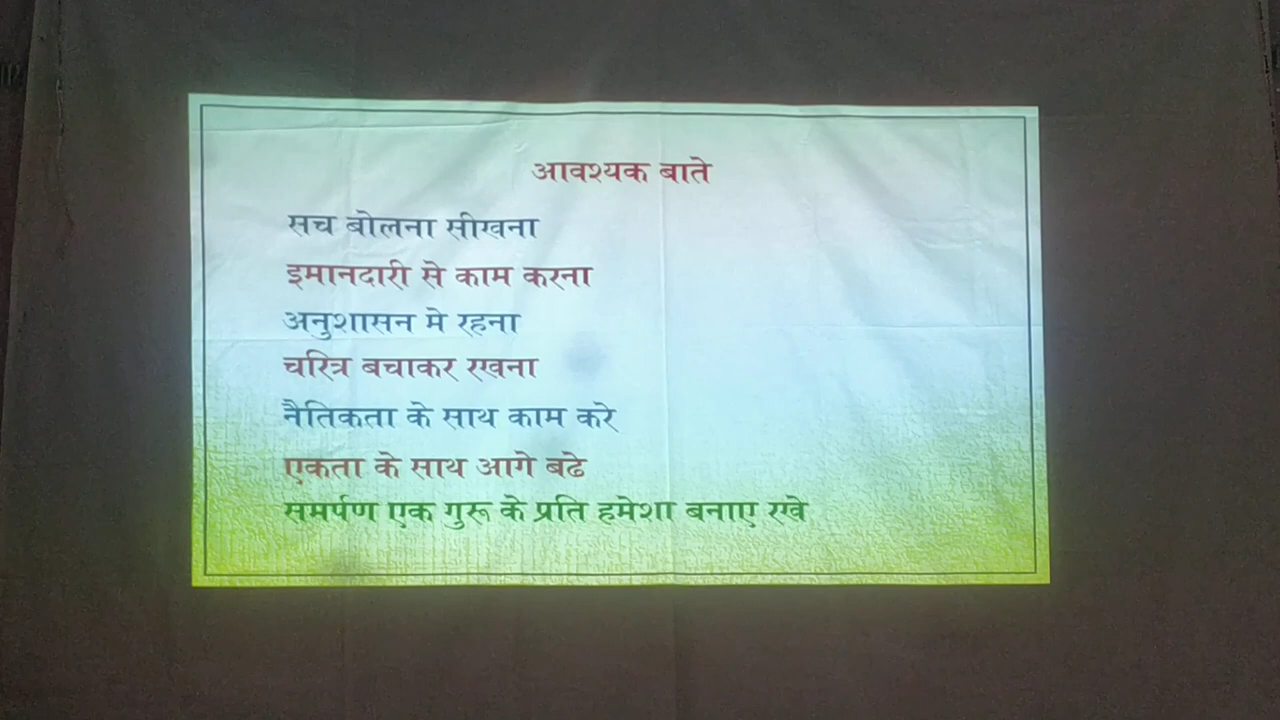 आवश्यक बाते
सच बोलना सीखना
इमानदारी से काम करना
अनुशासन मे रहना
चरित्र बचाकर रखना
नैतिकता के साथ काम करे
एकता के साथ आगे बढे
समर्पण एक गुरू के प्रति हमेशा बनाए रखे